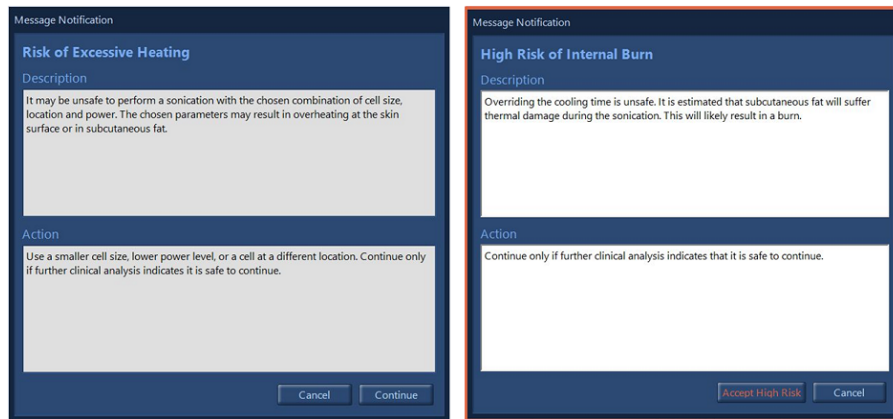 Message Notification
Risk of Excessive Heating
Description
It may be unsafe to perform a sonication with the chosen combination of cell size,
location and power. The chosen parameters may result in overheating at the skin
surface or in subcutaneous fat.
Action
Use a smaller cell size, lower power level, or a cell at a different location. Continue only
if further clinical analysis indicates it is safe to continue.
Cancel
Continue
Message Notification
High Risk of Internal Burn
Description
Overriding the cooling time is unsafe. It is estimated that subcutaneous fat will suffer
thermal damage during the sonication. This will likely result in a burn.
Action
Continue only if further clinical analysis indicates that it is safe to continue.
Accept High Risk
Cancel